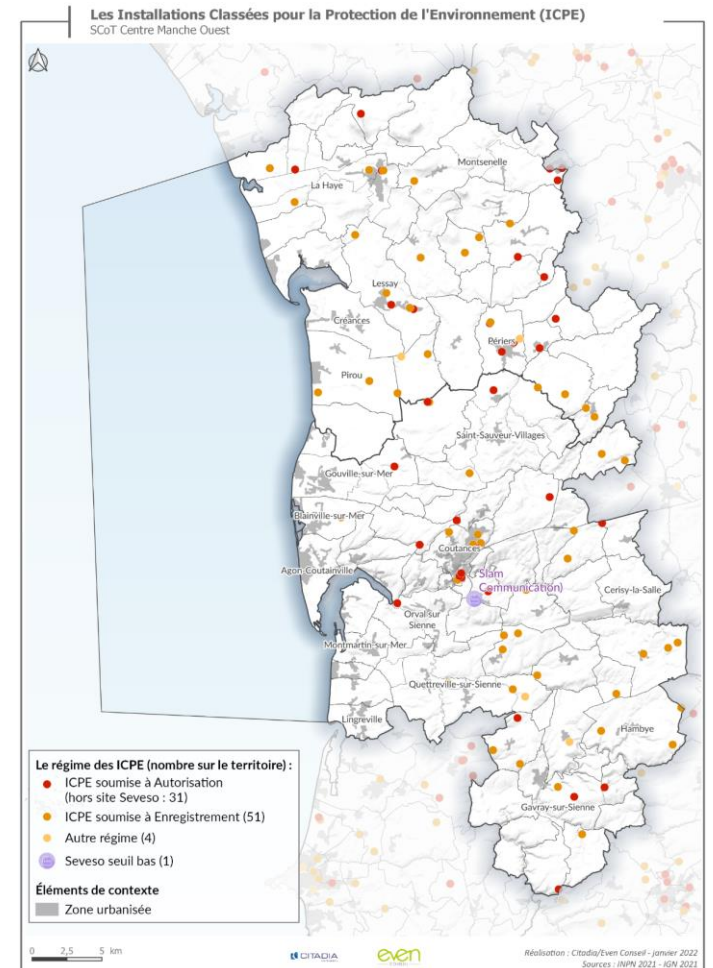 Les Installations Classées pour la Protection de l'Environnement (ICPE)
SCoT Centre Manche Ouest
Montsenelle
La Haye
Lessay
Créances
Périers
Pirou
Saint-Sauveur-Villages
Gouville-sur-Mer
Blainville-sur-Mer
Coutances
Agon-Coutainville
Slam
Communication)
Cerisy-la-Salle
Orval-sur
Sienne
Montmartin-sur-Mer
Quettreville-sur-Sienne
Lingreville
Hambye
Gavray-sur-Sienne
Le régime des ICPE (nombre sur le territoire) :
ICPE soumise à Autorisation
(hors site Seveso : 31)
ICPE soumise à Enregistrement (51)
Autre régime (4)
Seveso seuil bas (1)
Éléments de contexte
Zone urbanisée
0 2,5 5 km
CITADIA
even
Réalisation : Citadia/Even Conseil - janvier 2022
Sources : INPN 2021 - IGN 2021